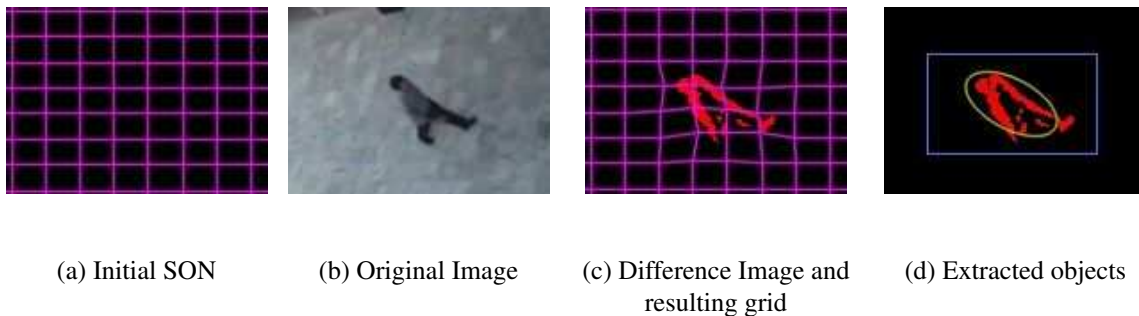 (a) Initial SON
(b) Original Image
(c) Difference Image and
resulting grid
(d) Extracted objects